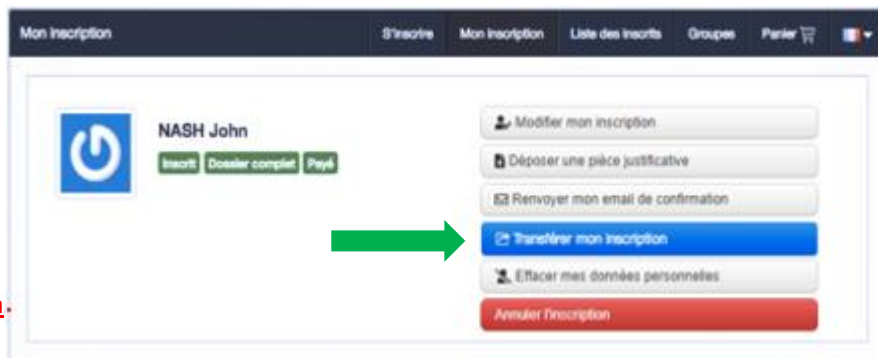 Mon inscription S'inscrire Mon inscription Liste des inscrits Groupes Panier
NASH John
Inscrit Dossier complet Payé
Modifier mon inscription
Déposer une pièce justificative
Renvoyer mon email de confirmation
Transférer mon inscription
Effacer mes données personnelles
Annuler l'inscription